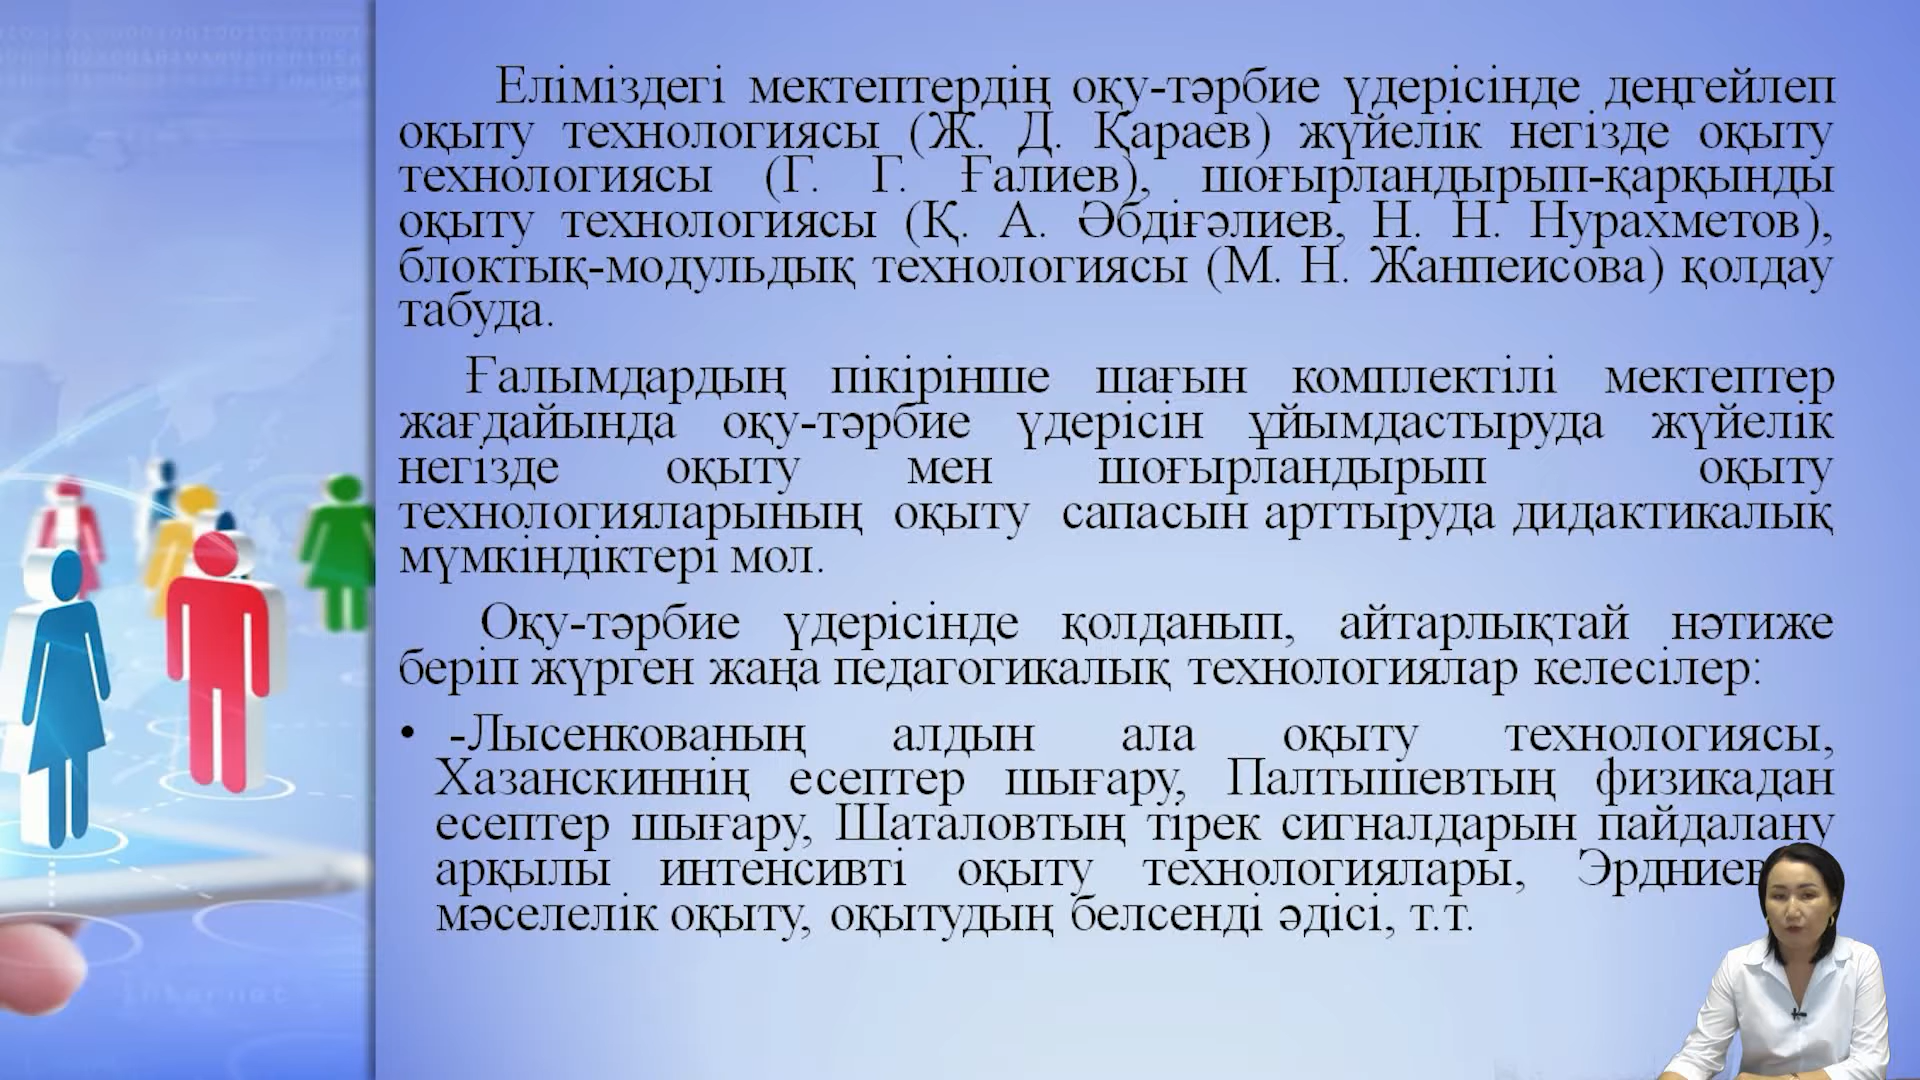 Еліміздегі мектептердің оқу-тәрбие үдерісінде деңгейлеп
оқыту технологиясы (Ж. Д. Қараев) жүйелік негізде оқыту
технологиясы (Г. Г. Ғалиев), шоғырландырып-қарқынды
оқыту технологиясы (Қ. А. Әбдіғәлиев, Н. Н. Нурахметов),
блоктық-модульдық технологиясы (М. Н. Жанпеисова) қолдау
табуда.
Ғалымдардың пікірінше шағын комплектілі мектептер
жағдайында оқу-тәрбие үдерісін ұйымдастыруда жүйелік
негізде оқыту мен шоғырландырып оқыту
технологияларының оқыту сапасын арттыруда дидактикалық
мүмкіндіктері мол.
Оқу-тәрбие үдерісінде қолданып, айтарлықтай нәтиже
беріп жүрген жаңа педагогикалық технологиялар келесілер:
• -Лысенкованың алдын ала оқыту технологиясы,
Хазанскиннің есептер шығару, Палтышевтың физикадан
есептер шығару, Шаталовтың тірек сигналдарын пайдалану
арқылы интенсивті оқыту технологиялары,
мәселелік оқыту, оқытудың белсенді әдісі, т.т.
internet